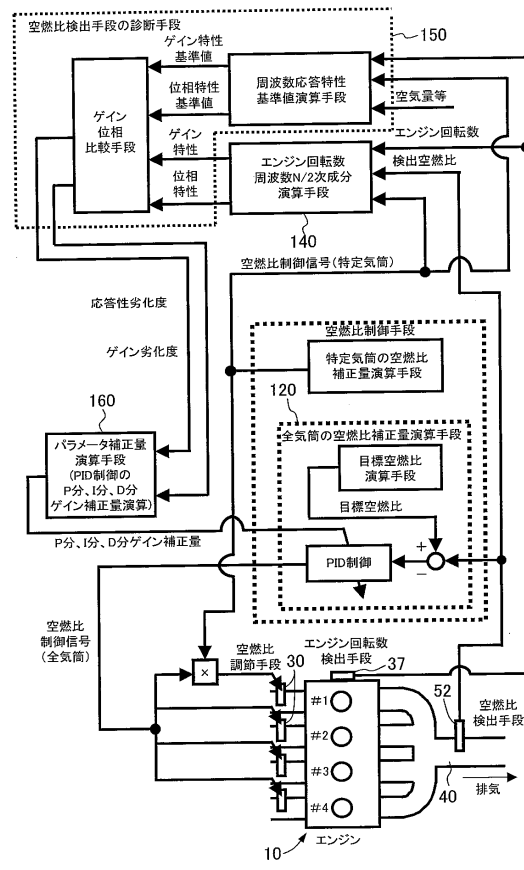 空燃比検出手段の診断手段
150
ゲイン特性
基準値
位相特性
基準値
ゲイン
特性
位相
特性
ゲイン
位相
比較手段
周波数応答特性
基準値演算手段
空気量等
エンジン回転数
検出空燃比
エンジン回転数
周波数N/2次成分
演算手段
140
空燃比制御信号(特定気筒)
応答性劣化度
ゲイン劣化度
160
パラメータ補正量
演算手段
(PID制御の
P分、I分、D分
ゲイン補正量演算)
P分、I分、D分ゲイン補正量
空燃比制御手段
特定気筒の空燃比
補正量演算手段
120
全気筒の空燃比補正量演算手段
目標空燃比
演算手段
目標空燃比
+
−
PID制御
空燃比
制御信号
(全気筒)
×
空燃比
調節手段
30
エンジン回転数
検出手段
37
52
空燃比
検出手段
#1
#2
#3
#4
40
排気
10
エンジン